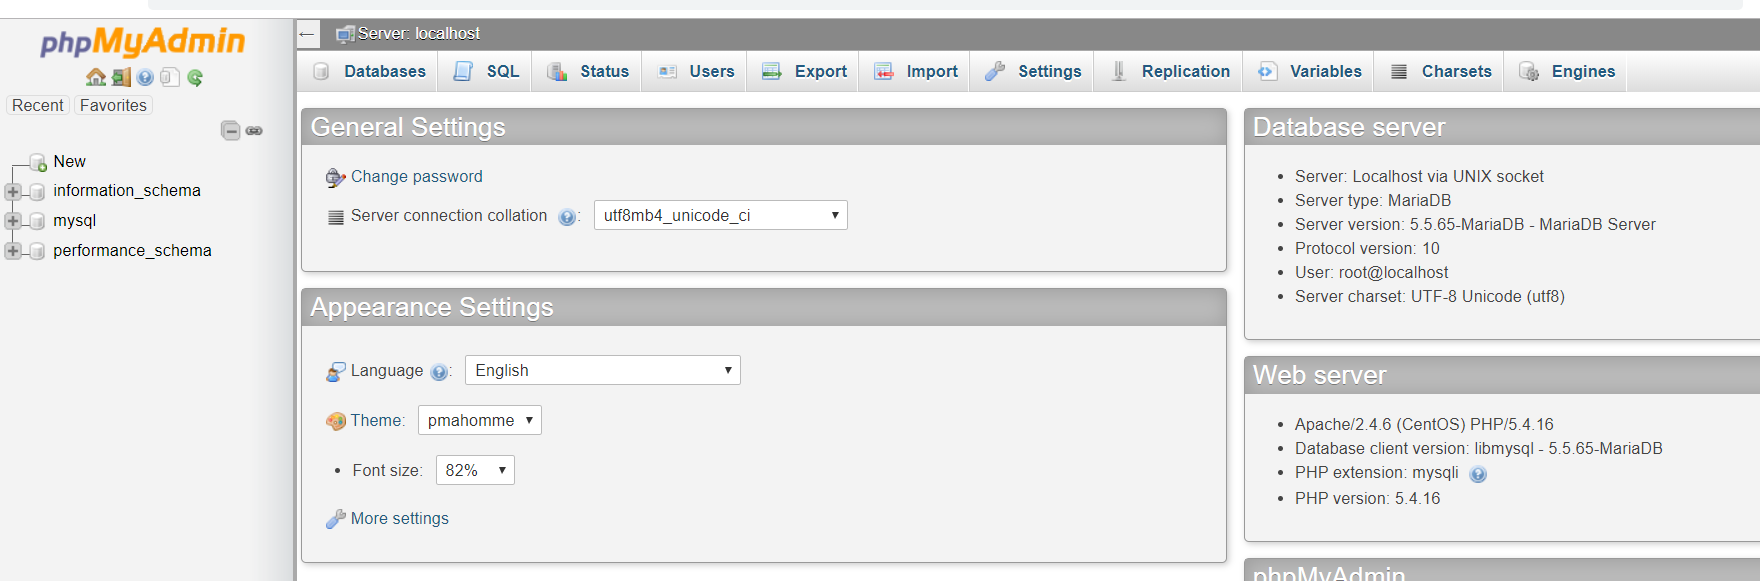 phpMyAdmin
Recent Favorites
New
information_schema
mysql
performance_schema
Server: localhost
Databases SQL Status Users Export Import Settings Replication Variables Charsets Engines
General Settings
Change password
Server connection collation : utf8mb4_unicode_ci
Appearance Settings
Language : English
Theme: pmahomme
• Font size: 82%
More settings
Database server
• Server: Localhost via UNIX socket
• Server type: MariaDB
• Server version: 5.5.65-MariaDB - MariaDB Server
• Protocol version: 10
• User: root@localhost
• Server charset: UTF-8 Unicode (utf8)
Web server
• Apache/2.4.6 (CentOS) PHP/5.4.16
• Database client version: libmysql - 5.5.65-MariaDB
• PHP extension: mysqli
• PHP version: 5.4.16
phpMyAdmin